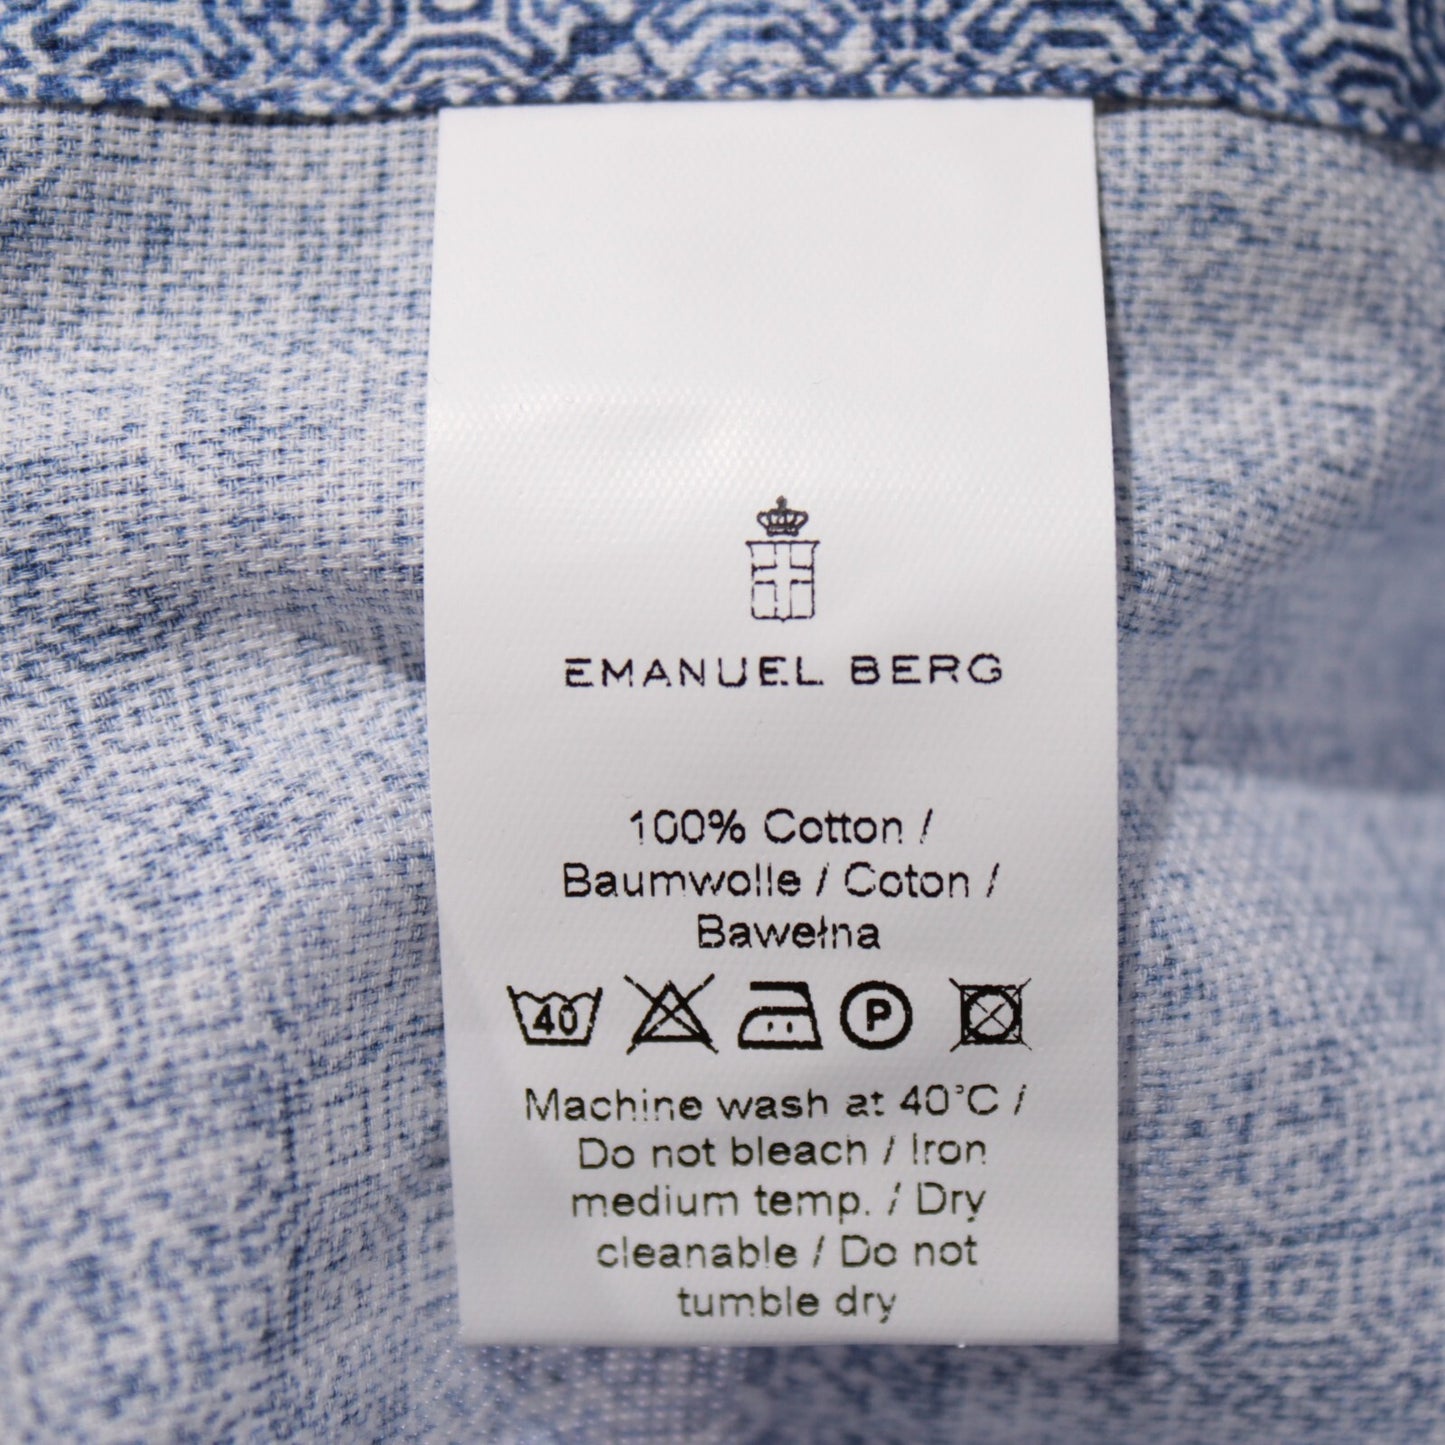 EMANUEL BERG
100% Cotton /
Baumwolle / Coton /
Bawełna
40 P
Machine wash at 40°C /
Do not bleach / Iron
medium temp. / Dry
cleanable / Do not
tumble dry